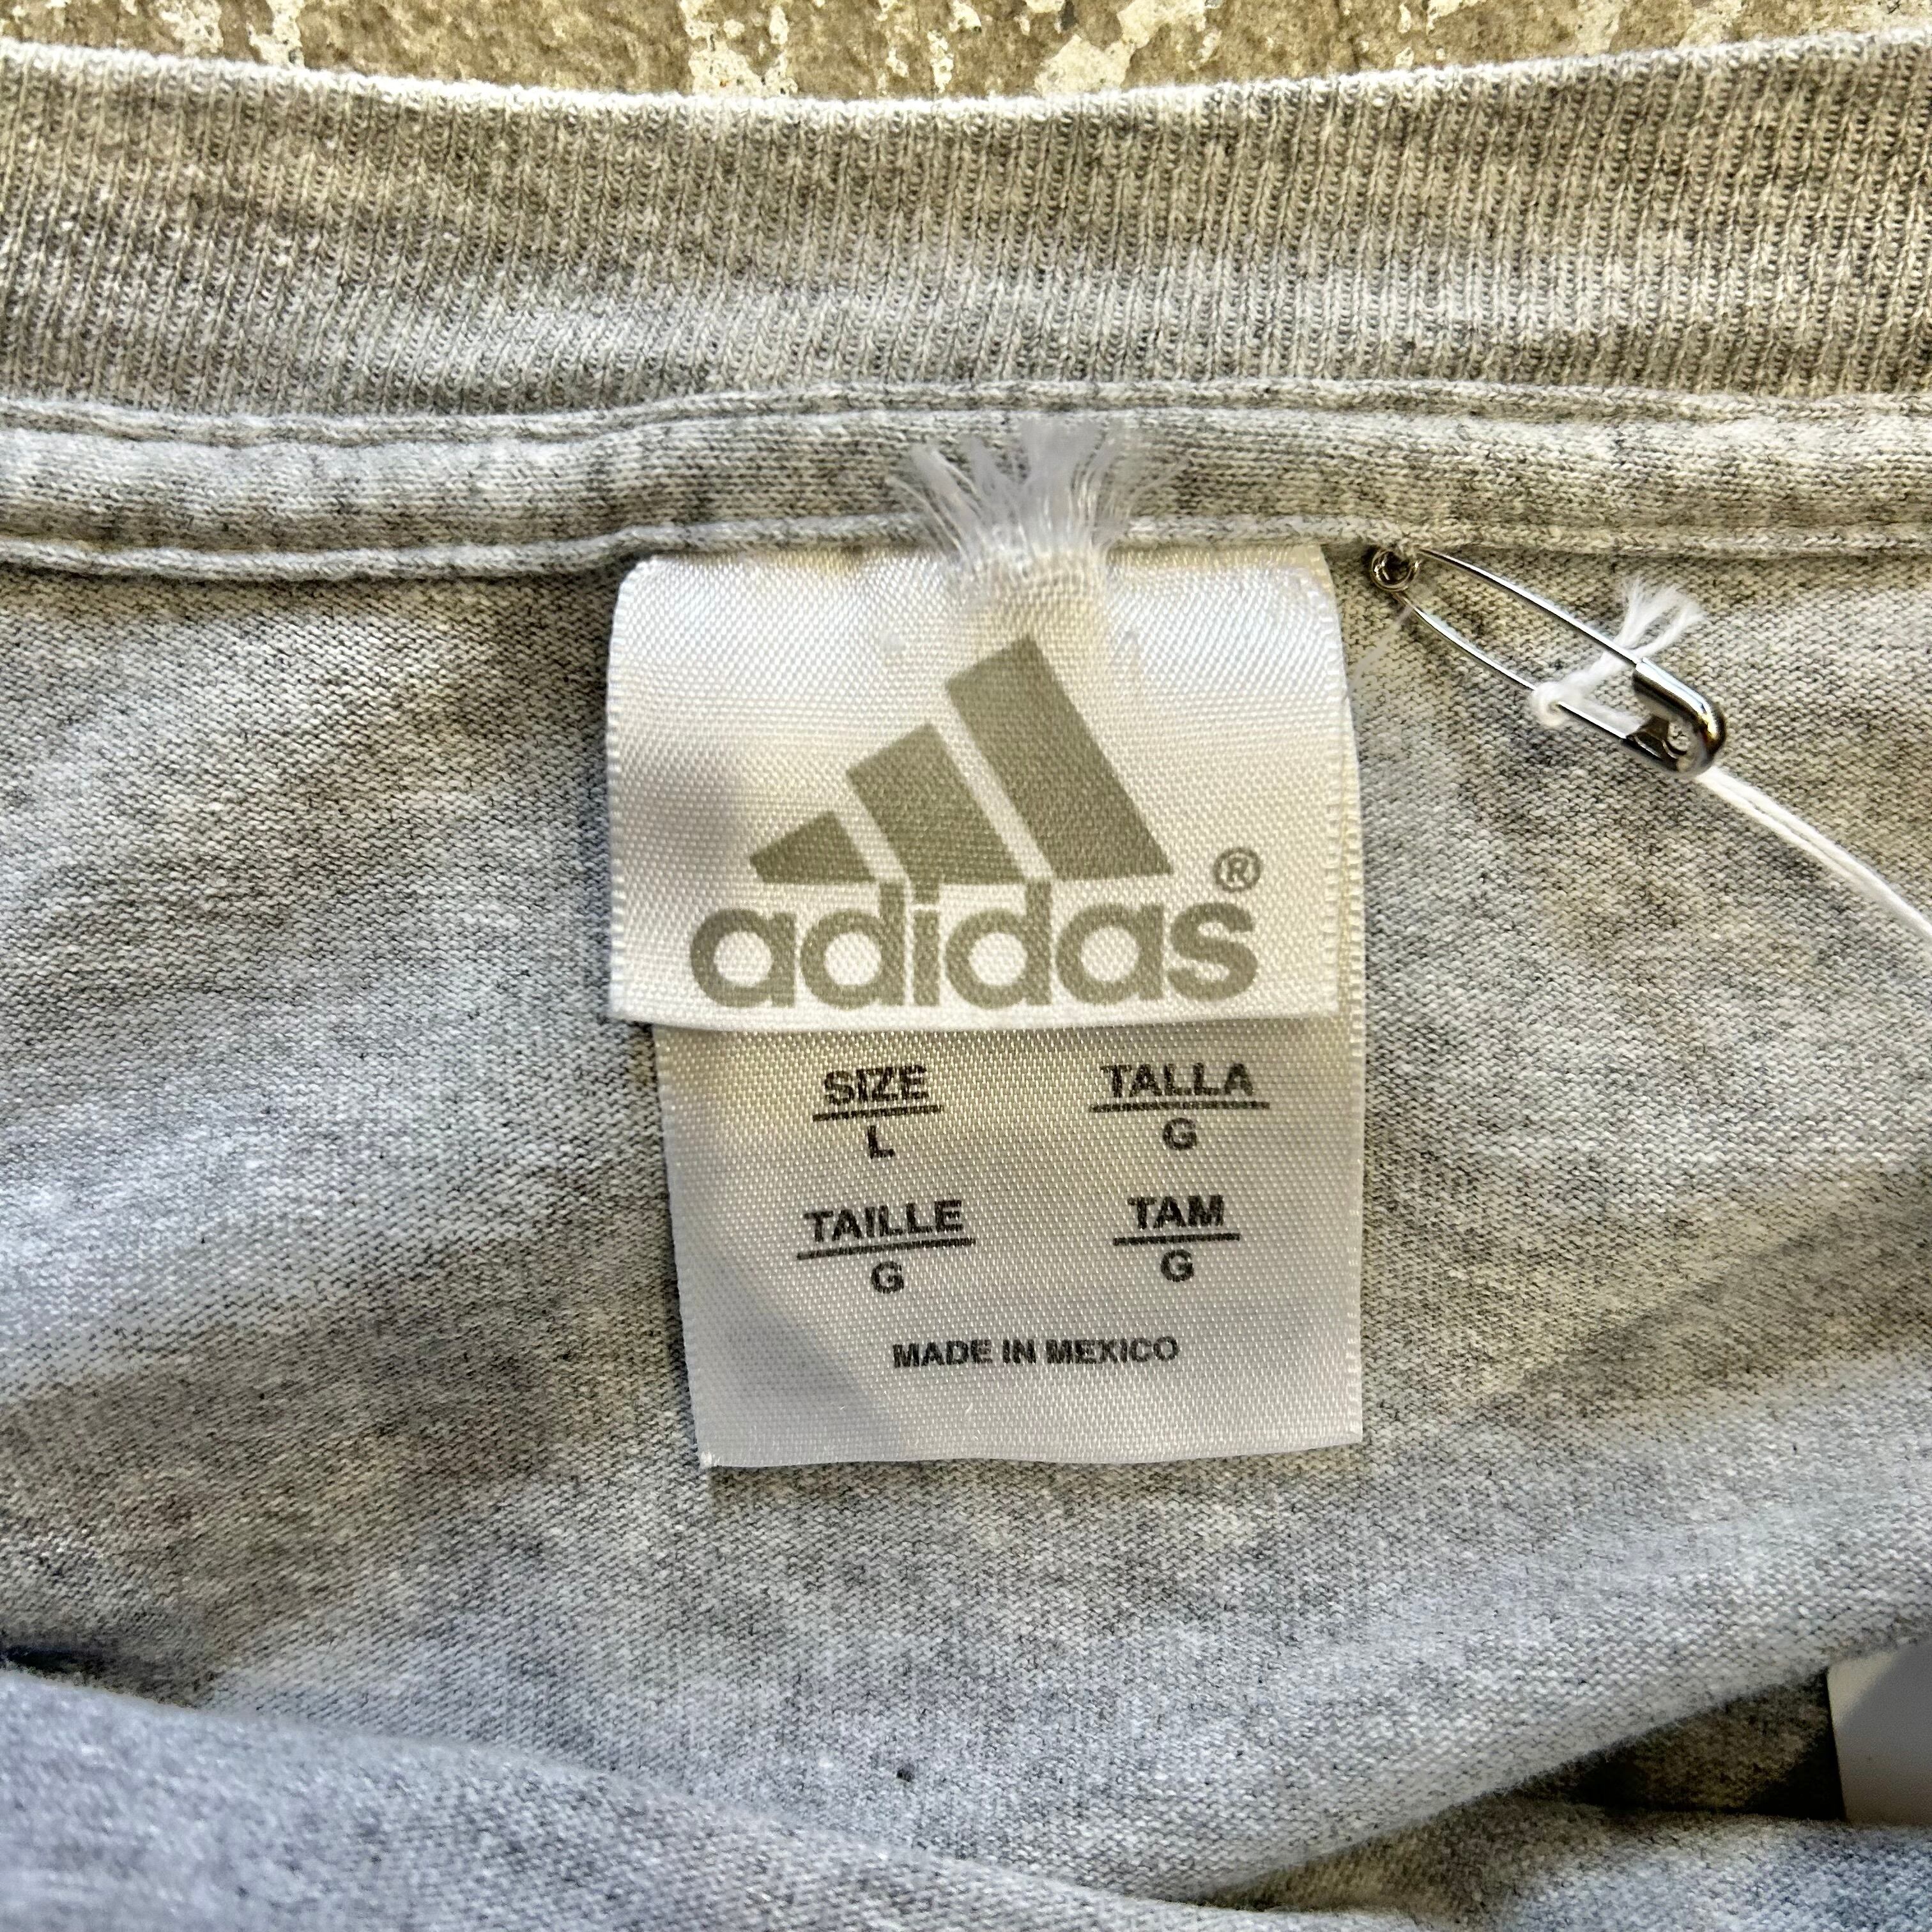 adidas®
SIZE TALLA
L G
TAILLE TAM
G G
MADE IN MEXICO